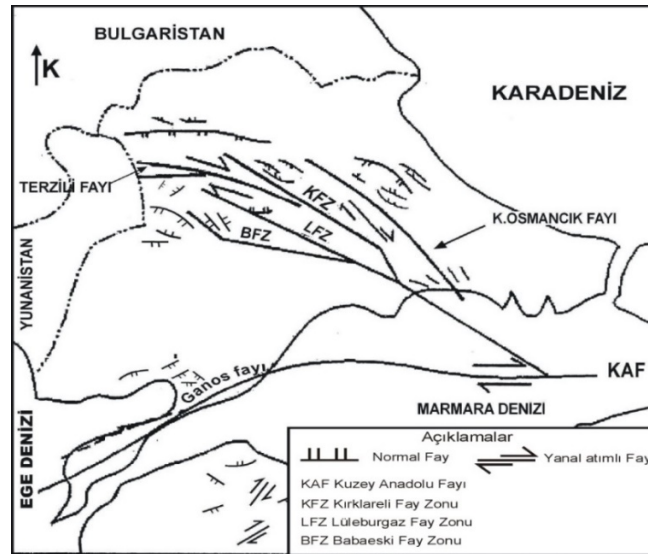 BULGARİSTAN
K
KARADENİZ
TERZİLİ FAYI
KFZ
K.OSMANCIK FAYI
LFZ
BFZ
YUNANİSTAN
Ganos fayı
KAF
MARMARA DENİZİ
EGE DENİZİ
Açıklamalar
Normal Fay
Yanal atımlı Fay
KAF Kuzey Anadolu Fayı
KFZ Kırklareli Fay Zonu
LFZ Lüleburgaz Fay Zonu
BFZ Babaeski Fay Zonu